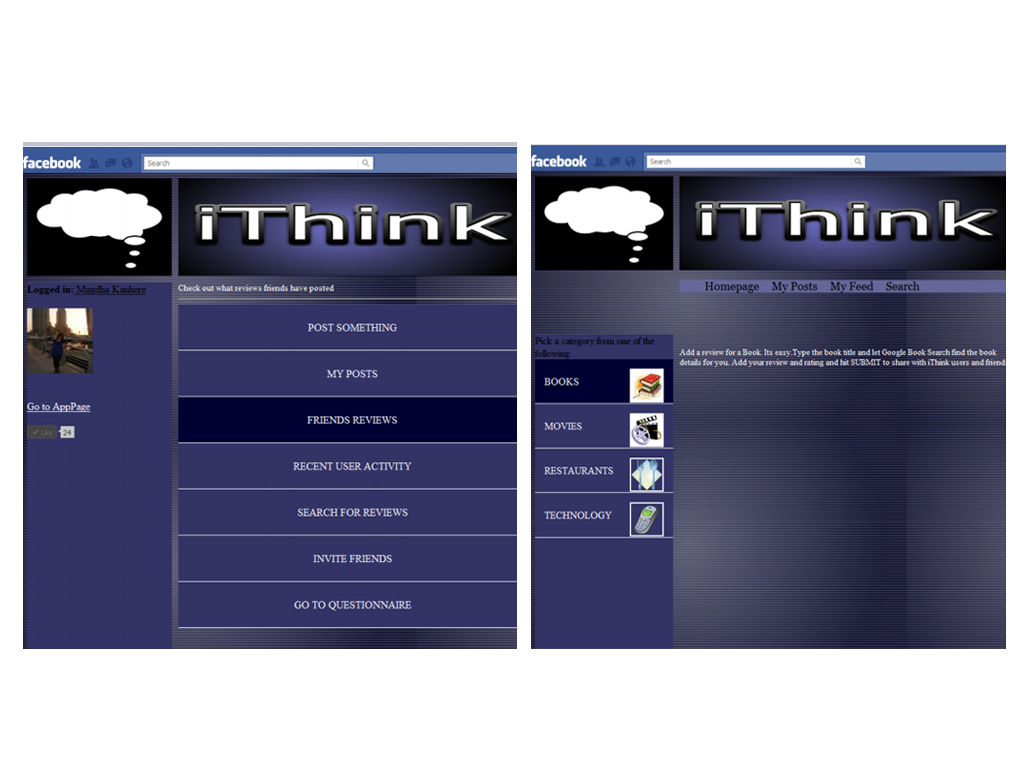 facebook
Search
iThink
Logged in: Mugdha Kanhere
Check out what reviews friends have posted
POST SOMETHING
MY POSTS
FRIENDS REVIEWS
RECENT USER ACTIVITY
SEARCH FOR REVIEWS
INVITE FRIENDS
GO TO QUESTIONNAIRE
Go to AppPage
Like 24
facebook
Search
iThink
Homepage My Posts My Feed Search
Pick a category from one of the
following:
BOOKS
MOVIES
RESTAURANTS
TECHNOLOGY
Add a review for a Book. Its easy.Type the book title and let Google Book Search find the book
details for you. Add your review and rating and hit SUBMIT to share with iThink users and friend